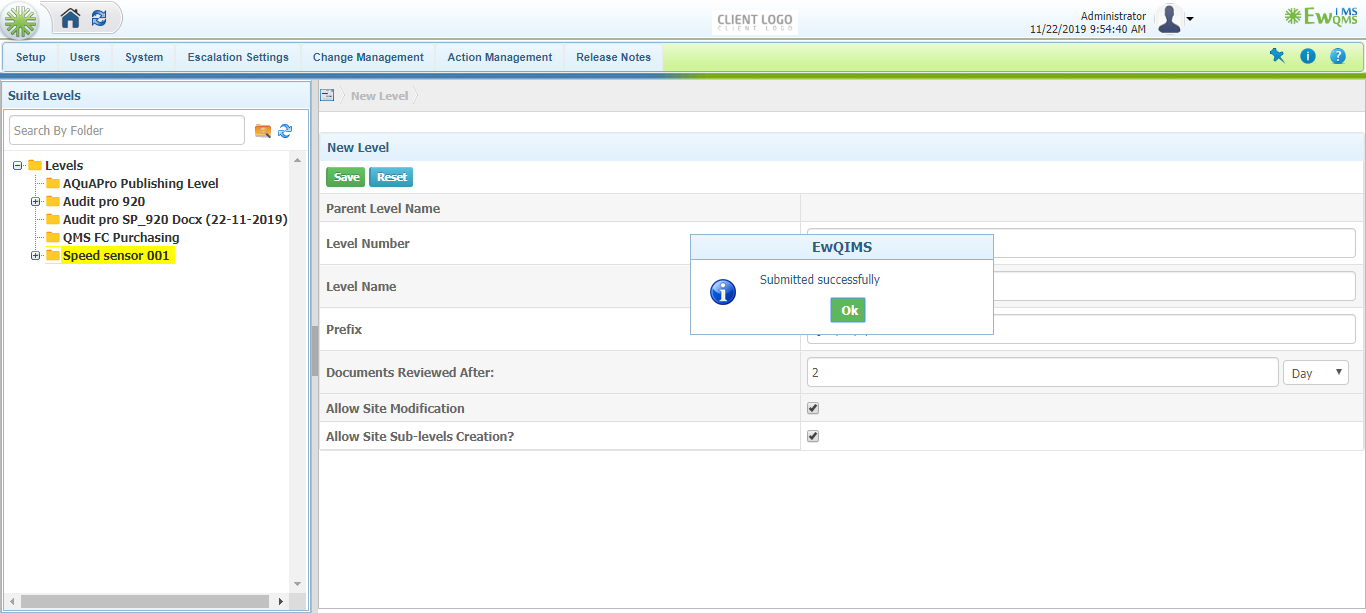 CLIENT LOGO
CLIENT LOGO
Administrator
11/22/2019 9:54:40 AM
EwQIMS
Setup
Users
System
Escalation Settings
Change Management
Action Management
Release Notes
Suite Levels
Search By Folder
Levels
AQuAPro Publishing Level
Audit pro 920
Audit pro SP_920 Docx (22-11-2019)
QMS FC Purchasing
Speed sensor 001
New Level
New Level
Save
Reset
Parent Level Name
Level Number
Level Name
Prefix
Documents Reviewed After:
2
Day
Allow Site Modification
Allow Site Sub-levels Creation?
EwQIMS
Submitted successfully
Ok